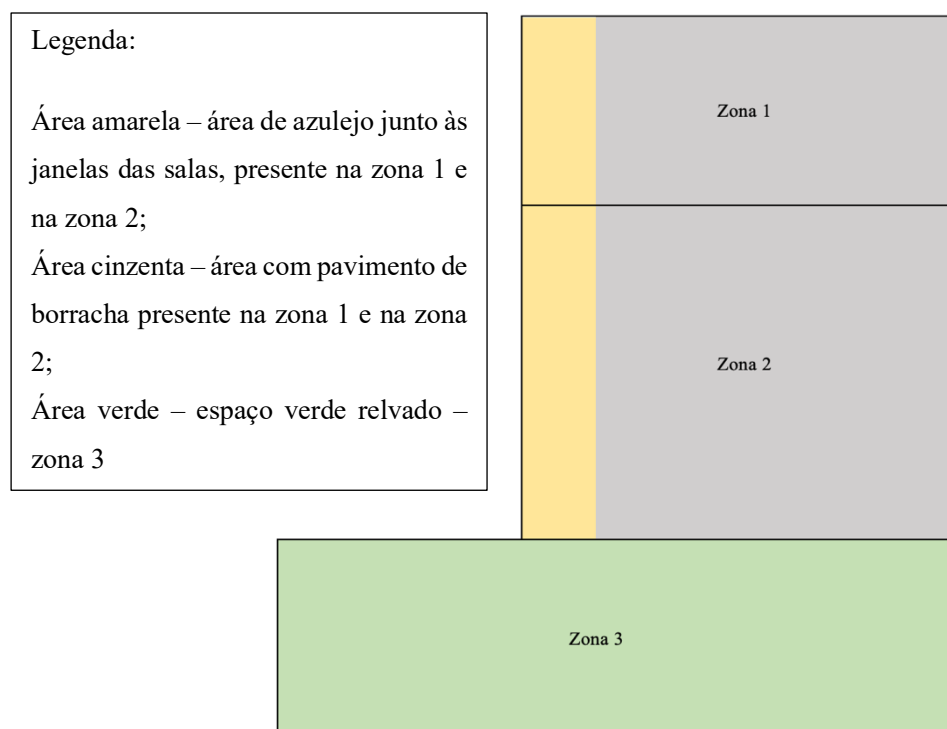 Legenda:
Área amarela – área de azulejo junto às
janelas das salas, presente na zona 1 e
na zona 2;
Área cinzenta – área com pavimento de
borracha presente na zona 1 e na zona
2;
Área verde – espaço verde relvado –
zona 3
Zona 1
Zona 2
Zona 3